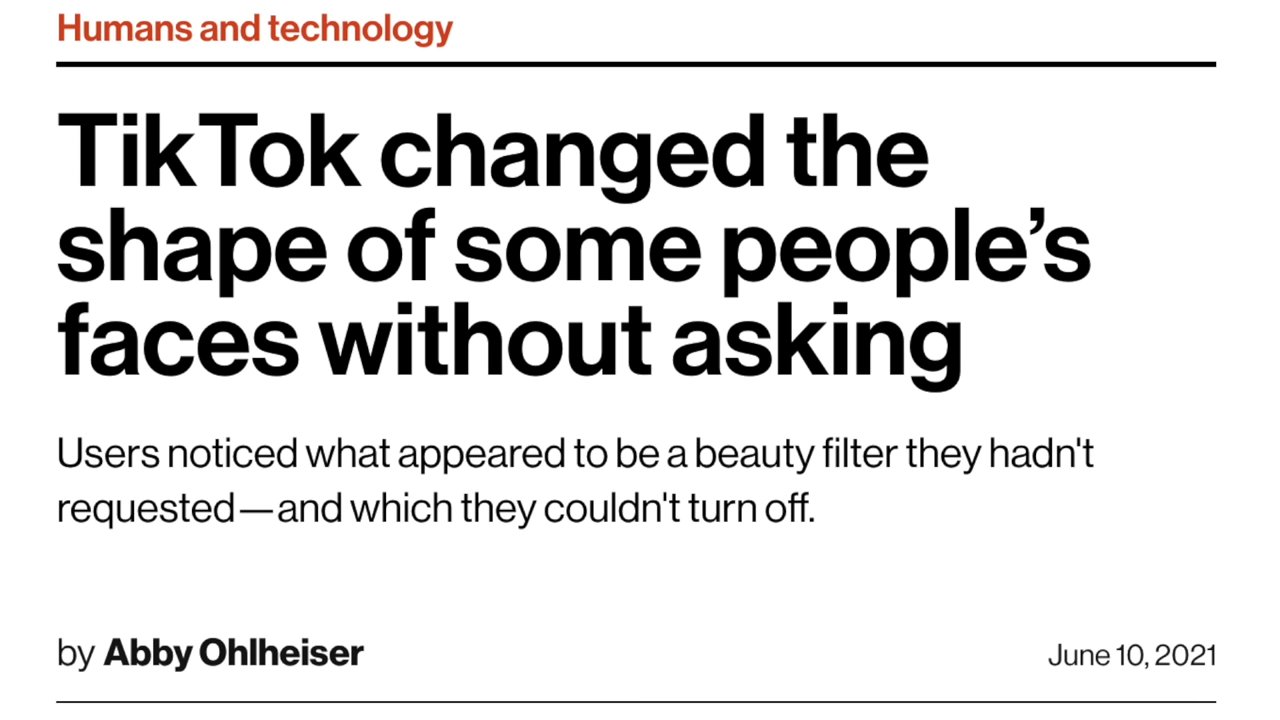 Humans and technology
TikTok changed the
shape of some people’s
faces without asking
Users noticed what appeared to be a beauty filter they hadn't
requested—and which they couldn't turn off.
by Abby Ohlheiser
June 10, 2021